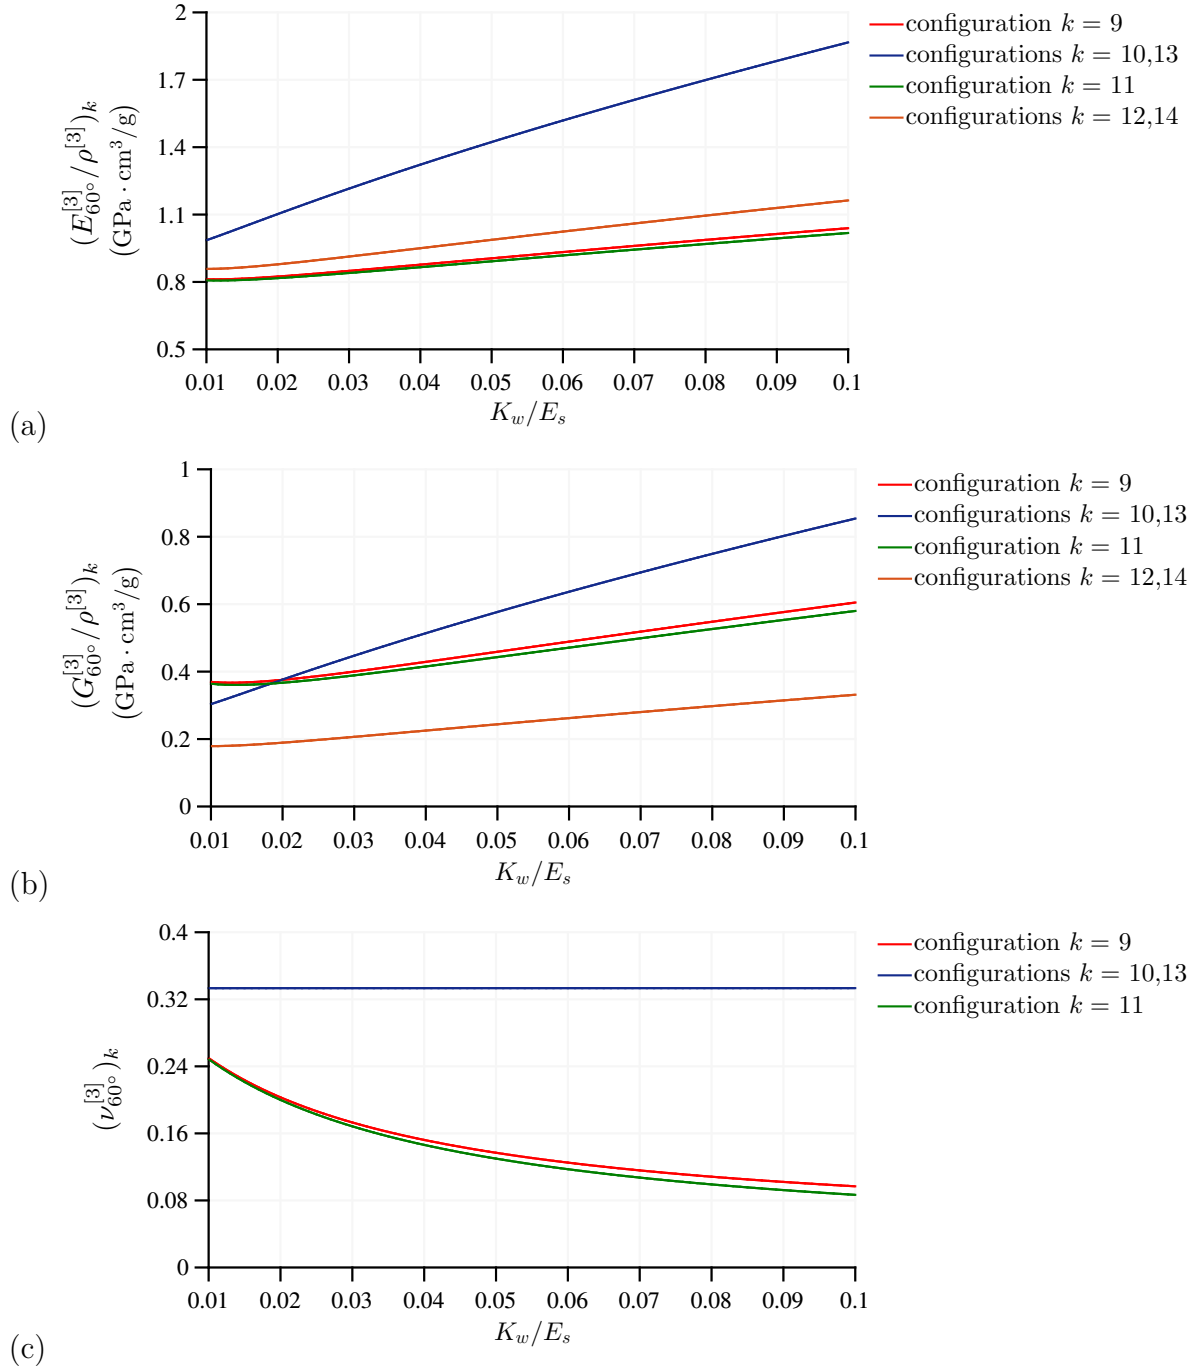 2
1.7
1.4
1.1
0.8
0.5
(E_{60°}^{[3]}/ρ^{[3]})_k
(GPa · cm³/g)
0.01 0.02 0.03 0.04 0.05 0.06 0.07 0.08 0.09 0.1
K_w/E_s
configuration k = 9
configurations k = 10,13
configuration k = 11
configurations k = 12,14
(a)
1
0.8
0.6
0.4
0.2
0
(G_{60°}^{[3]}/ρ^{[3]})_k
(GPa · cm³/g)
0.01 0.02 0.03 0.04 0.05 0.06 0.07 0.08 0.09 0.1
K_w/E_s
configuration k = 9
configurations k = 10,13
configuration k = 11
configurations k = 12,14
(b)
0.4
0.32
0.24
0.16
0.08
0
(ν_{60°}^{[3]})_k
0.01 0.02 0.03 0.04 0.05 0.06 0.07 0.08 0.09 0.1
K_w/E_s
configuration k = 9
configurations k = 10,13
configuration k = 11
(c)